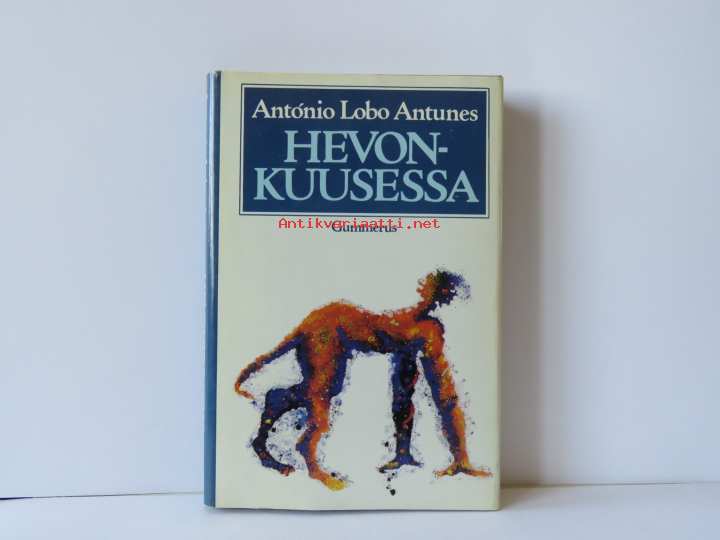 António Lobo Antunes
HEVON-
KUUSESSA
Antikvariaatti.net
Gummerus